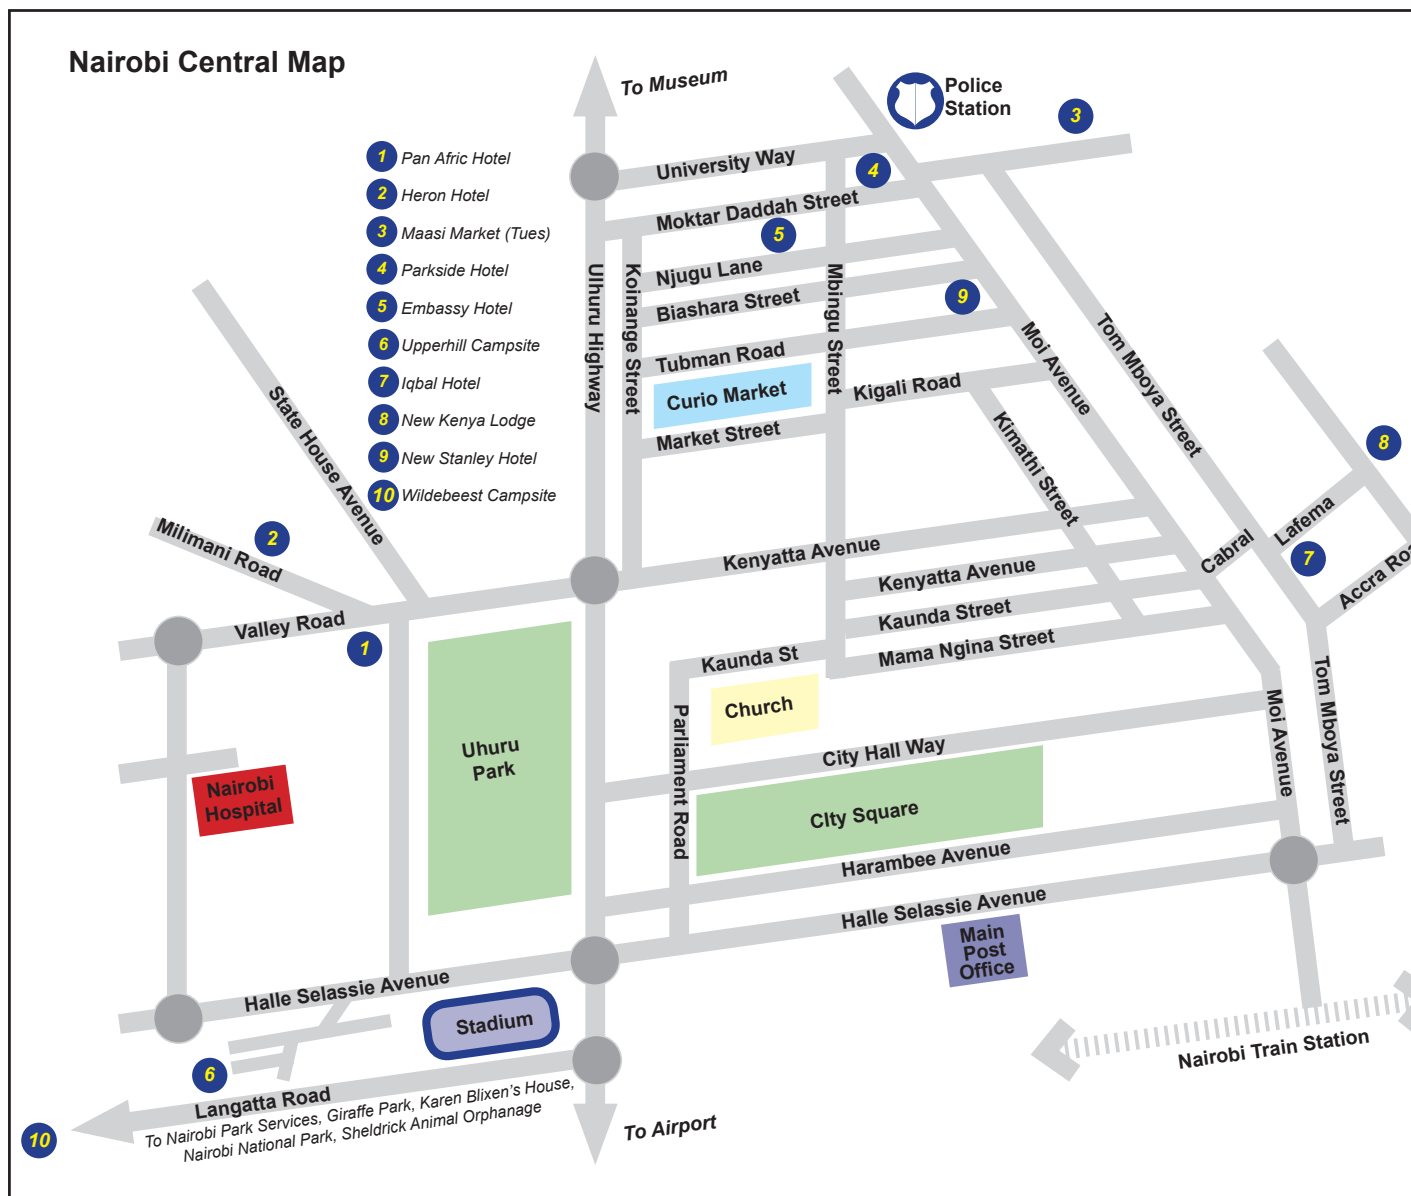 Nairobi Central Map
To Museum
Police
Station
3
1 Pan Afric Hotel
2 Heron Hotel
3 Maasi Market (Tues)
4 Parkside Hotel
5 Embassy Hotel
6 Upperhill Campsite
7 Iqbal Hotel
8 New Kenya Lodge
9 New Stanley Hotel
10 Wildebeest Campsite
University Way
4
Moktar Daddah Street
5
Njugu Lane
Biashara Street
9
Tubman Road
Curio Market
Kigali Road
Market Street
Ulhuru Highway
Koinange Street
Mbingu Street
Moi Avenue
Tom Mboya Street
Kimathi Street
8
Lafema
Cabral
7
Accra Roa
State House Avenue
Milimani Road
2
Valley Road
1
Kenyatta Avenue
Kenyatta Avenue
Kaunda Street
Mama Ngina Street
Kaunda St
Church
Parliament Road
Uhuru
Park
City Hall Way
CIty Square
Moi Avenue
Tom Mboya Street
Nairobi
Hospital
Harambee Avenue
Halle Selassie Avenue
Main
Post
Office
Halle Selassie Avenue
Stadium
Nairobi Train Station
6
Langatta Road
10
To Nairobi Park Services, Giraffe Park, Karen Blixen's House,
Nairobi National Park, Sheldrick Animal Orphanage
To Airport